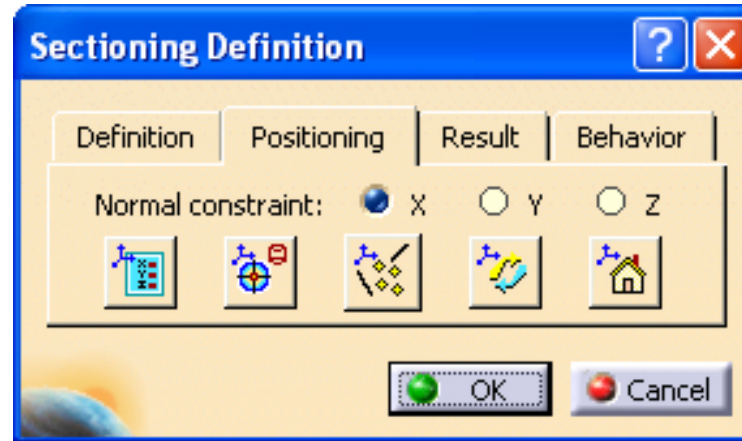 Sectioning Definition
Definition Positioning Result Behavior
Normal constraint: X Y Z
OK Cancel